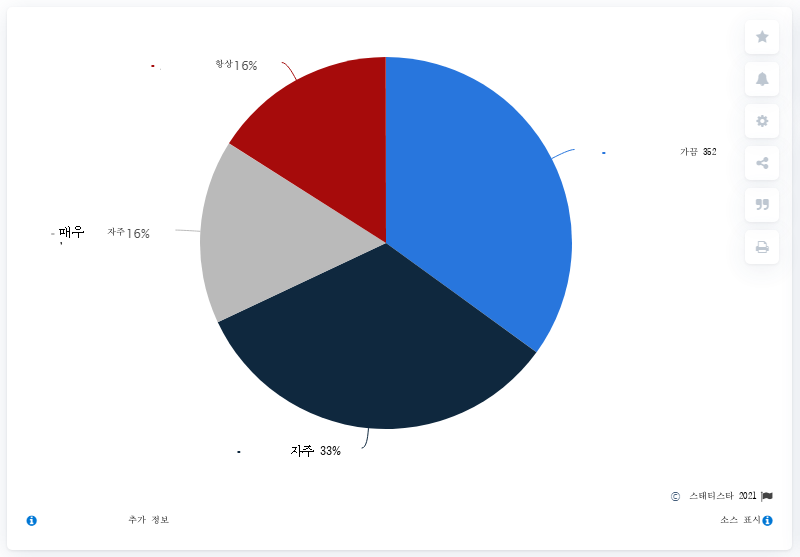 항상 16%
가끔 352
- 매우 자주 16%
자주 33%
© 스태티스타 2021
추가 정보
소스 표시